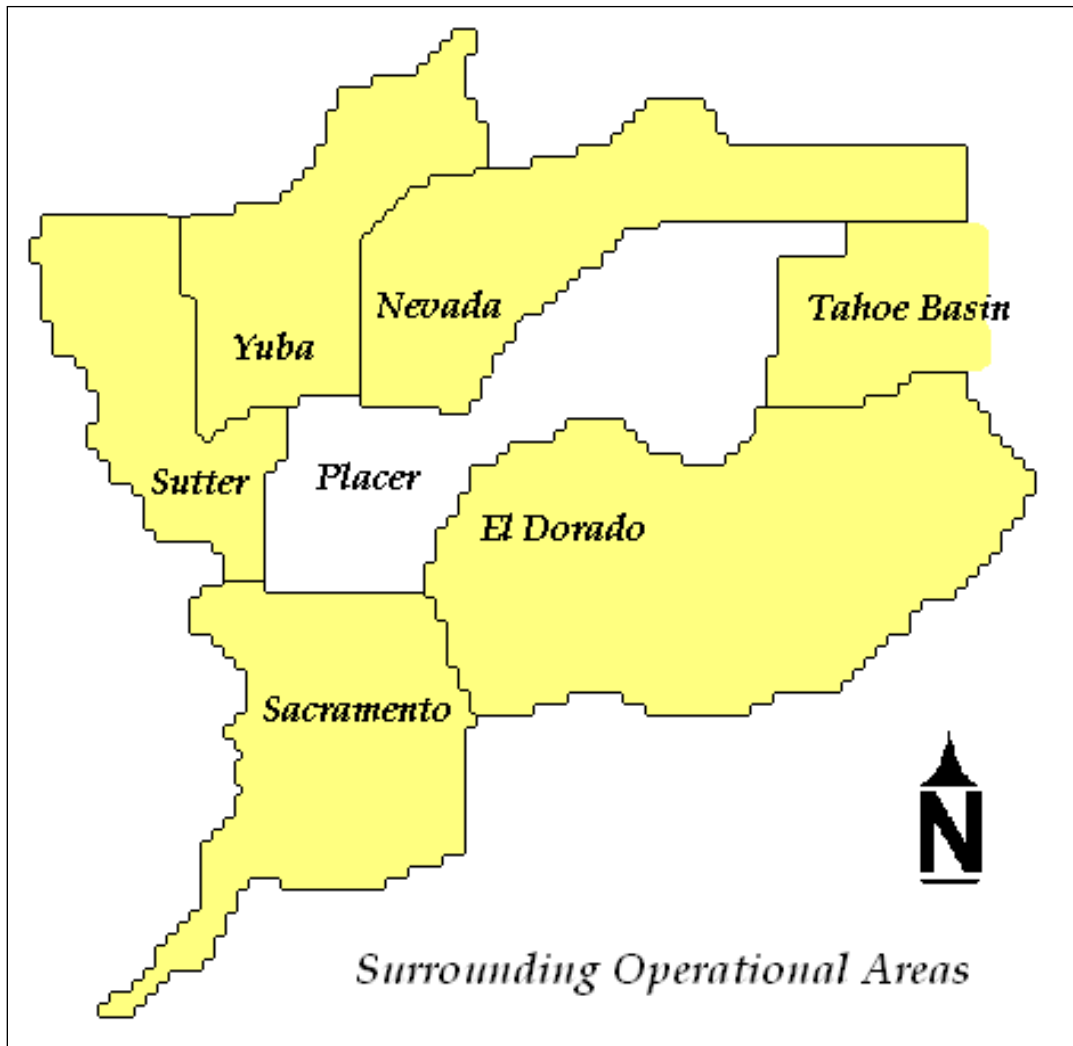 Nevada
Tahoe Basin
Yuba
Sutter
Placer
El Dorado
Sacramento
N
Surrounding Operational Areas